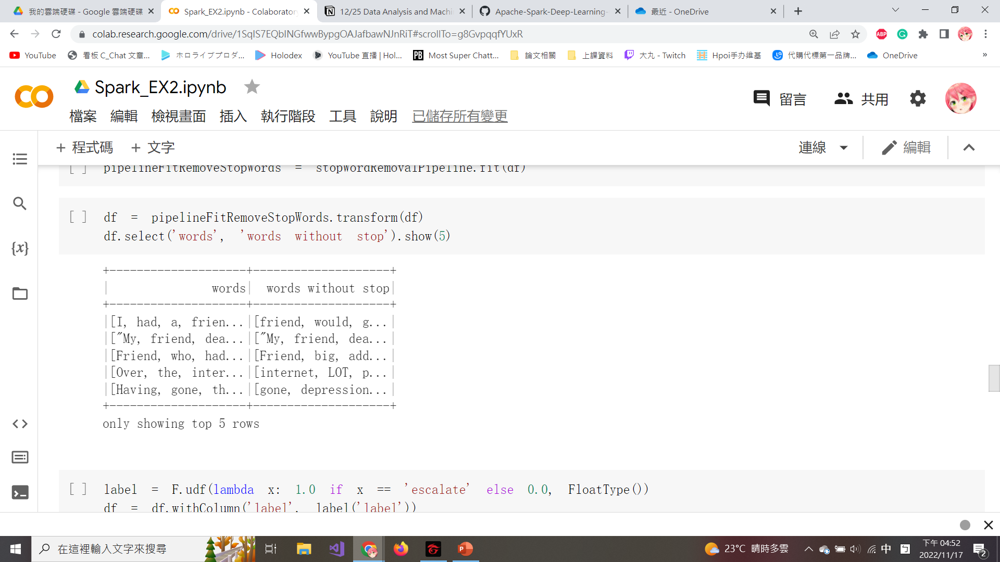 我的雲端硬碟 - Google 雲端硬碟
Spark_EX2.ipynb - Colaboratory
12/25 Data Analysis and Machi
Apache-Spark-Deep-Learning-
最近 - OneDrive
colab.research.google.com/drive/1SqlS7EQbINGfwwBypgOAJafbawNJnRiT#scrollTo=g8GvpqqfYUxR
ABP
YouTube
看板 C_Chat 文章...
ホロライブプロダ...
Holodex
YouTube 直播 | Hol...
PB Most Super Chatt...
論文相關
上課資料
大丸 - Twitch
Hpoi手办维基
代購代標第一品牌...
OneDrive
»
Spark_EX2.ipynb
留言
共用
檔案 編輯 檢視畫面 插入 執行階段 工具 說明 已儲存所有變更
+ 程式碼 + 文字
連線
編輯
[ ] pipelineFitRemoveStopWords = stopWordRemovalPipeline.fit(df)
[ ] df = pipelineFitRemoveStopWords.transform(df)
df.select('words', 'words without stop').show(5)
+--------------------+--------------------+
|               words|  words without stop|
+--------------------+--------------------+
|[I, had, a, frien...|[friend, would, g...|
|["My, friend, dea...|["My, friend, dea...|
|[Friend, who, had...|[Friend, big, add...|
|[Over, the, inter...|[internet, LOT, p...|
|[Having, gone, th...|[gone, depression...|
+--------------------+--------------------+
only showing top 5 rows
[ ] label = F.udf(lambda x: 1.0 if x == 'escalate' else 0.0, FloatType())
df = df.withColumn('label', label('label'))
{x}
在這裡輸入文字來搜尋
23°C 晴時多雲
中
下午 04:52
2022/11/17
2